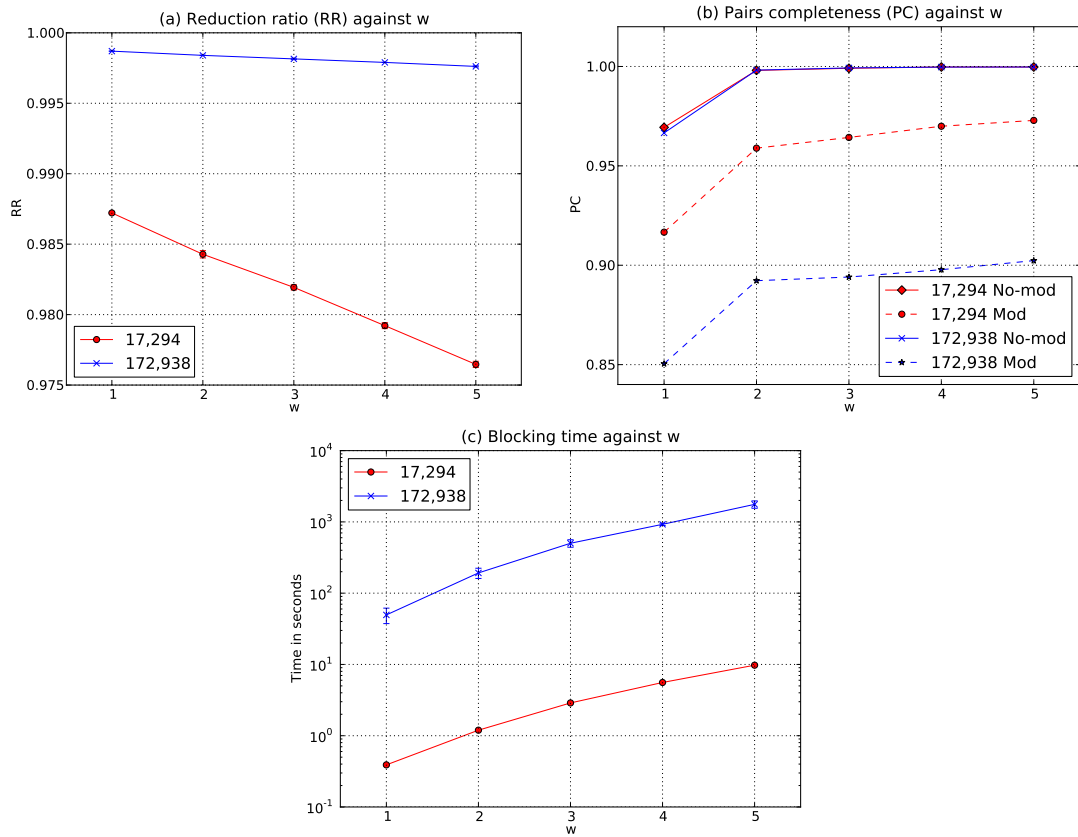 (a) Reduction ratio (RR) against w
1.000
0.995
0.990
0.985
0.980
0.975
RR
17,294
172,938
1 2 3 4 5
w
(b) Pairs completeness (PC) against w
1.00
0.95
0.90
0.85
PC
17,294 No-mod
17,294 Mod
172,938 No-mod
172,938 Mod
1 2 3 4 5
w
(c) Blocking time against w
10^4
10^3
10^2
10^1
10^0
10^-1
Time in seconds
17,294
172,938
1 2 3 4 5
w